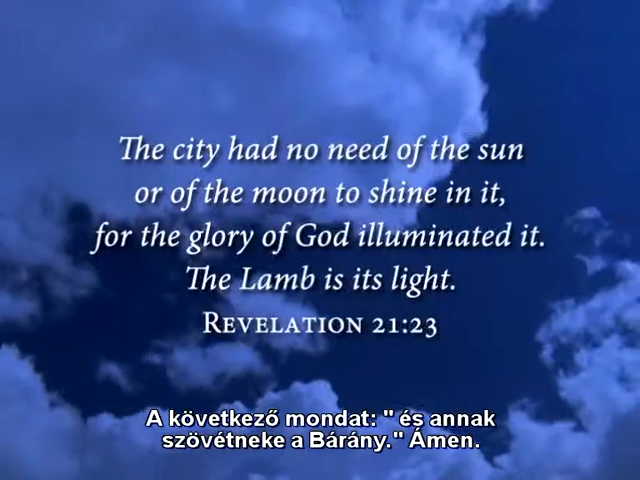 The city had no need of the sun
or of the moon to shine in it,
for the glory of God illuminated it.
The Lamb is its light.
REVELATION 21:23
A következő mondat: " és annak
szövétneke a Bárány." Ámen.